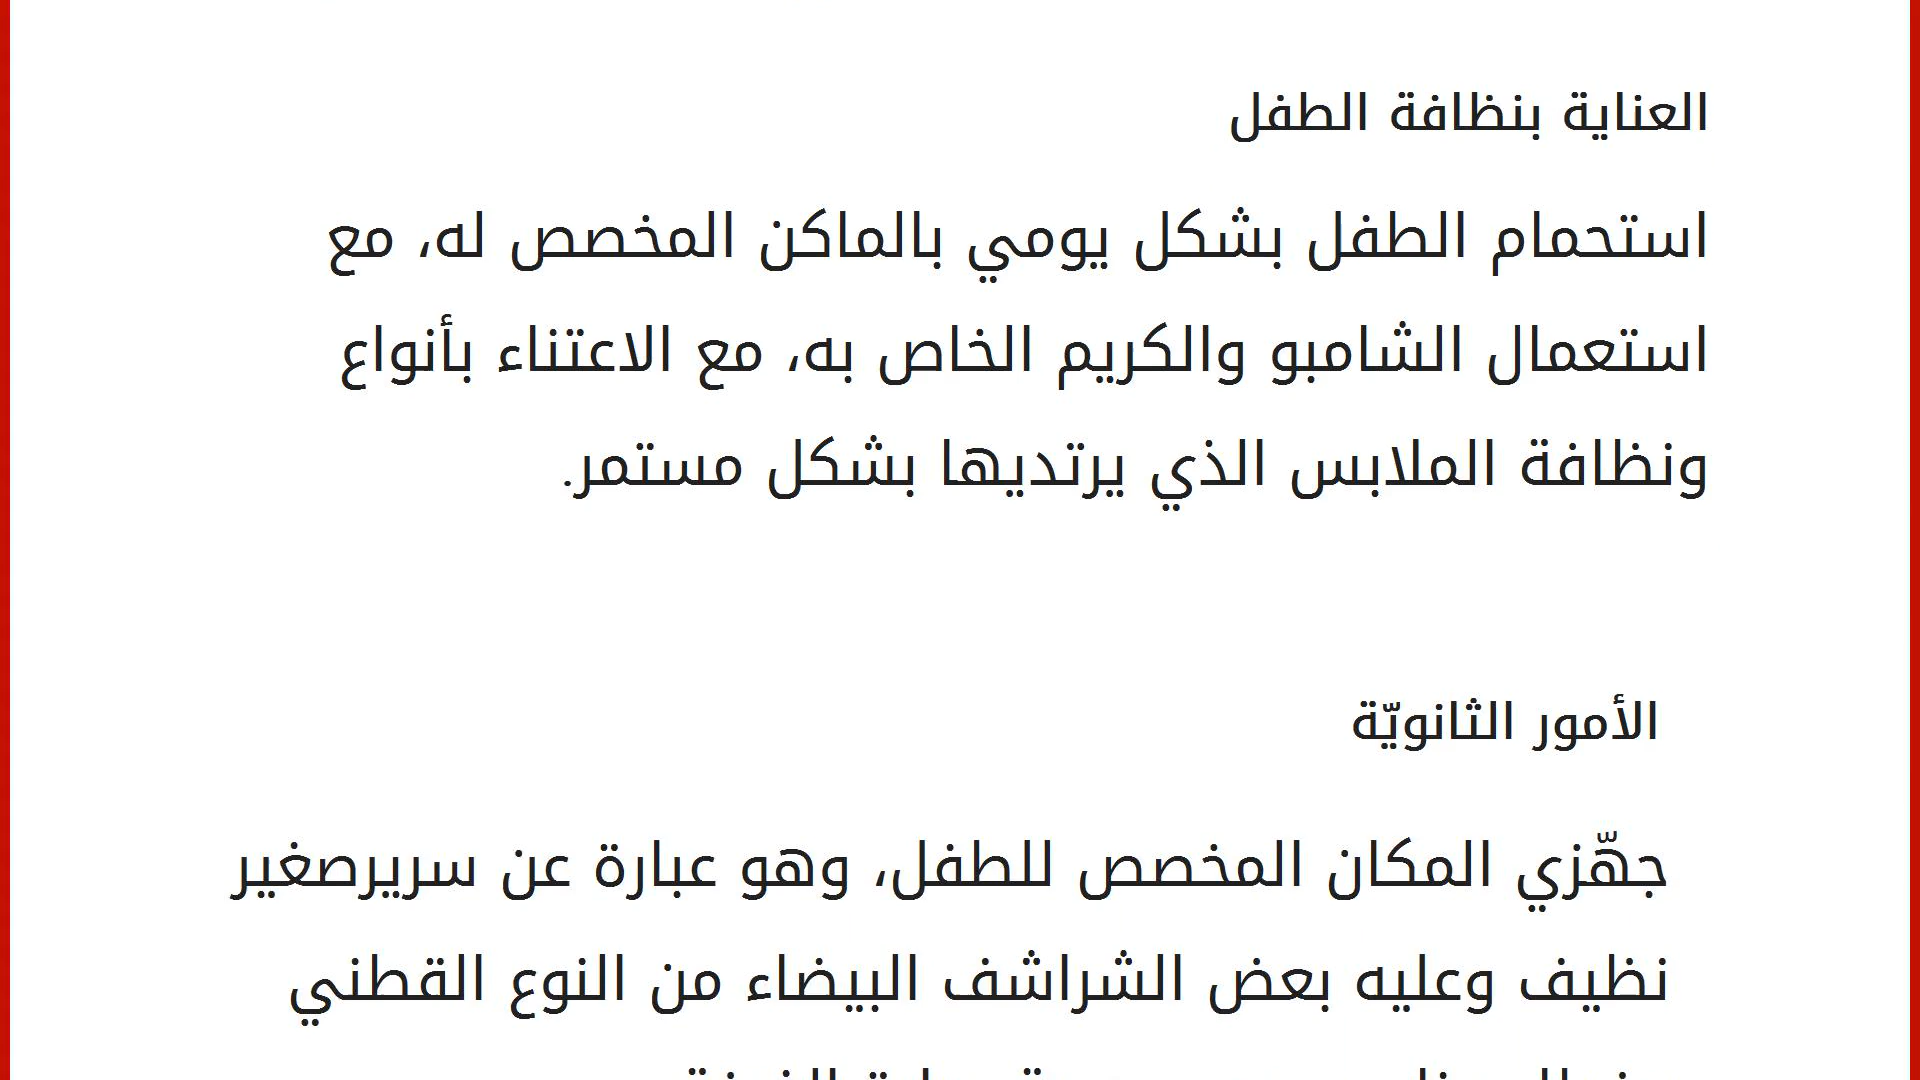 العناية بنظافة الطفل
استحمام الطفل بشكل يومي بالماكن المخصص له، مع
استعمال الشامبو والكريم الخاص به، مع الاعتناء بأنواع
ونظافة الملابس الذي يرتديها بشكل مستمر.
الأمور الثانويّة
جهّزي المكان المخصص للطفل، وهو عبارة عن سريرصغير
نظيف وعليه بعض الشراشف البيضاء من النوع القطني